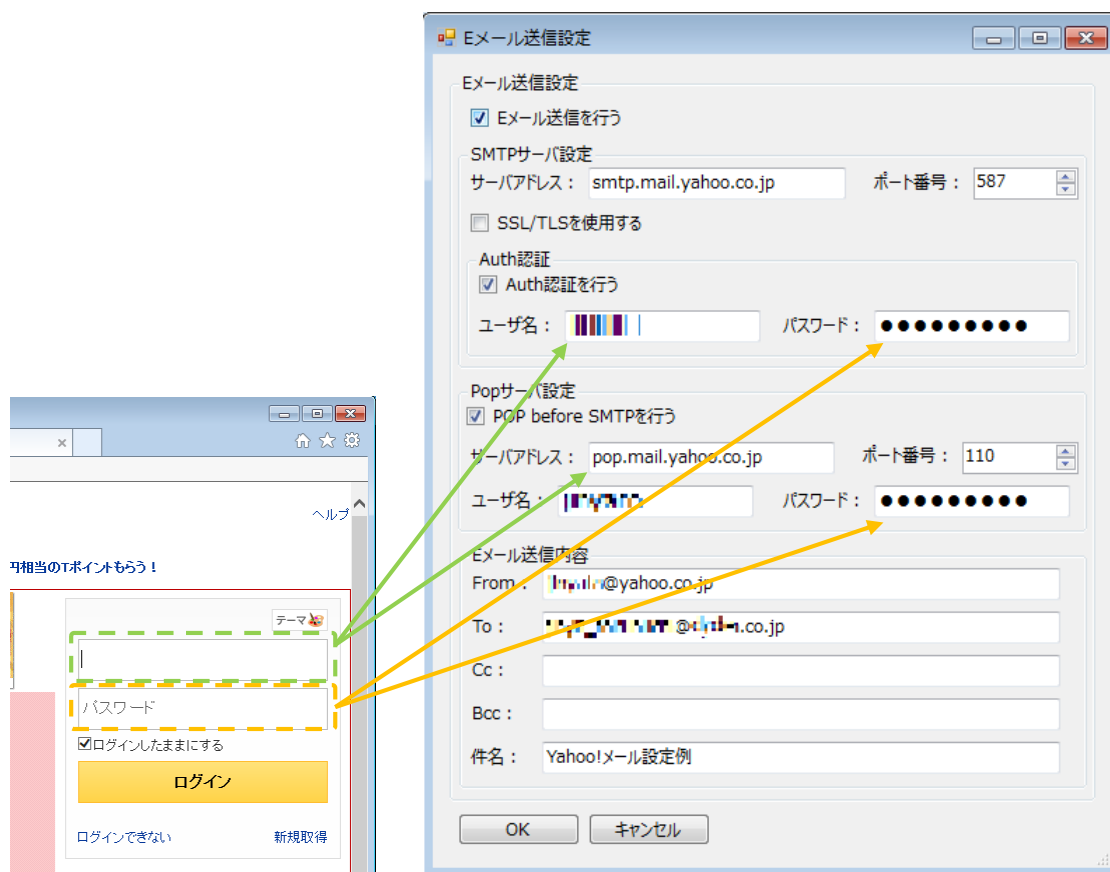 Eメール送信設定
Eメール送信設定
Eメール送信を行う
SMTPサーバ設定
サーバアドレス： smtp.mail.yahoo.co.jp ポート番号： 587
SSL/TLSを使用する
Auth認証
Auth認証を行う
ユーザ名： パスワード： ●●●●●●●●●
Popサーバ設定
POP before SMTPを行う
サーバアドレス： pop.mail.yahoo.co.jp ポート番号： 110
ユーザ名： パスワード： ●●●●●●●●●
Eメール送信内容
From： @yahoo.co.jp
To： .co.jp
Cc：
Bcc：
件名： Yahoo!メール設定例
OK キャンセル
ヘルプ
円相当のTポイントもらう！
テーマ
パスワード
ログインしたままにする
ログイン
ログインできない 新規取得